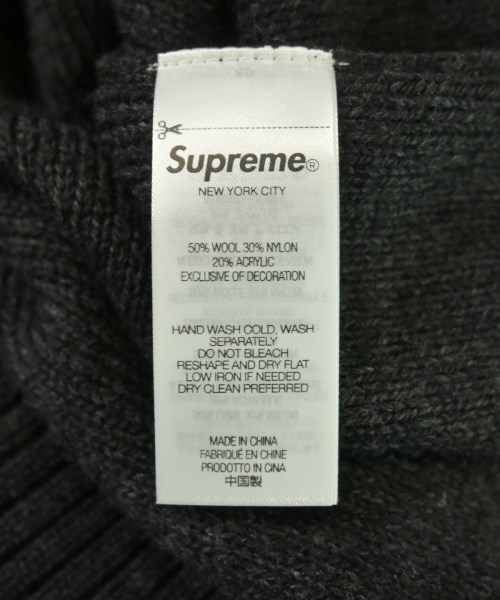 Supreme®
NEW YORK CITY
50% WOOL 30% NYLON
20% ACRYLIC
EXCLUSIVE OF DECORATION
HAND WASH COLD, WASH
SEPARATELY
DO NOT BLEACH
RESHAPE AND DRY FLAT
LOW IRON IF NEEDED
DRY CLEAN PREFERRED
MADE IN CHINA
FABRIQUÉ EN CHINE
PRODOTTO IN CINA
中国製